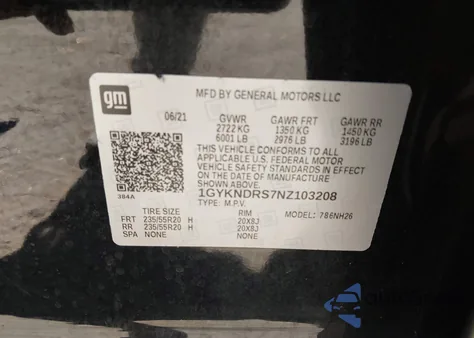 gm
MFD BY GENERAL MOTORS LLC
06/21 GVWR GAWR FRT GAWR RR
2722 KG 1350 KG 1450 KG
6001 LB 2976 LB 3196 LB
THIS VEHICLE CONFORMS TO ALL
APPLICABLE U.S. FEDERAL MOTOR
VEHICLE SAFETY STANDARDS IN EFFECT
ON THE DATE OF MANUFACTURE
SHOWN ABOVE.
1GYKNDRS7NZ103208
384A TYPE: M.P.V. MODEL: 786NH26
TIRE SIZE RIM
FRT 235/55R20 H 20X8J
RR 235/55R20 H 20X8J
SPA NONE NONE